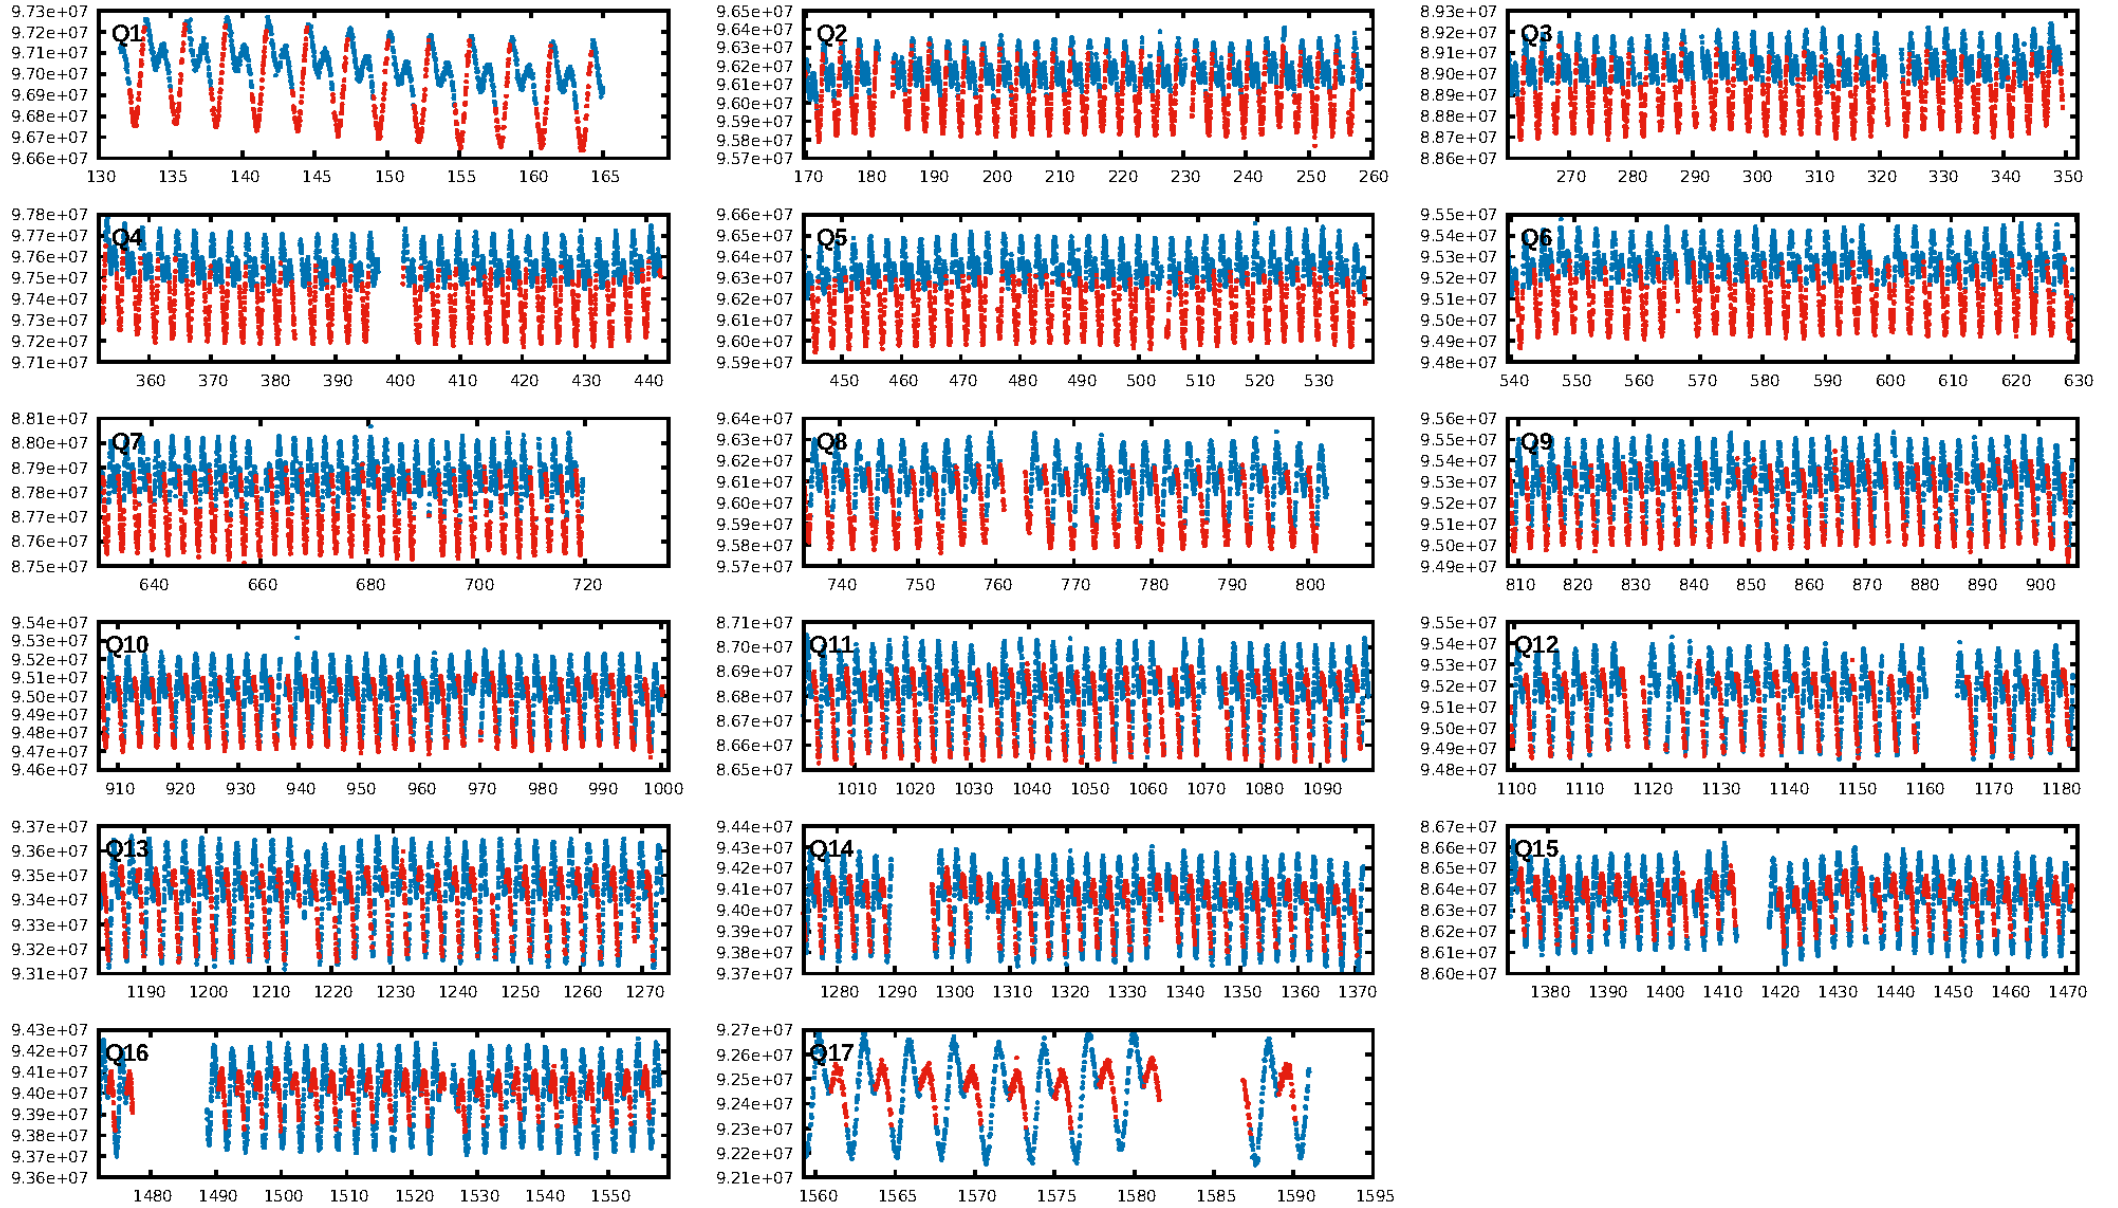 9.73e+07 9.72e+07 9.71e+07 9.70e+07 9.69e+07 9.68e+07 9.67e+07 9.66e+07
Q1
130 135 140 145 150 155 160 165
9.65e+07 9.64e+07 9.63e+07 9.62e+07 9.61e+07 9.60e+07 9.59e+07 9.58e+07 9.57e+07
Q2
170 180 190 200 210 220 230 240 250 260
8.93e+07 8.92e+07 8.91e+07 8.90e+07 8.89e+07 8.88e+07 8.87e+07 8.86e+07
Q3
270 280 290 300 310 320 330 340 350
9.78e+07 9.77e+07 9.76e+07 9.75e+07 9.74e+07 9.73e+07 9.72e+07 9.71e+07
Q4
360 370 380 390 400 410 420 430 440
9.66e+07 9.65e+07 9.64e+07 9.63e+07 9.62e+07 9.61e+07 9.60e+07 9.59e+07
Q5
450 460 470 480 490 500 510 520 530
9.55e+07 9.54e+07 9.53e+07 9.52e+07 9.51e+07 9.50e+07 9.49e+07 9.48e+07
Q6
540 550 560 570 580 590 600 610 620 630
8.81e+07 8.80e+07 8.79e+07 8.78e+07 8.77e+07 8.76e+07 8.75e+07
Q7
640 660 680 700 720
9.64e+07 9.63e+07 9.62e+07 9.61e+07 9.60e+07 9.59e+07 9.58e+07 9.57e+07
Q8
740 750 760 770 780 790 800
9.56e+07 9.55e+07 9.54e+07 9.53e+07 9.52e+07 9.51e+07 9.50e+07 9.49e+07
Q9
810 820 830 840 850 860 870 880 890 900
9.54e+07 9.53e+07 9.52e+07 9.51e+07 9.50e+07 9.49e+07 9.48e+07 9.47e+07 9.46e+07
Q10
910 920 930 940 950 960 970 980 990 1000
8.71e+07 8.70e+07 8.69e+07 8.68e+07 8.67e+07 8.66e+07 8.65e+07
Q11
1010 1020 1030 1040 1050 1060 1070 1080 1090
9.55e+07 9.54e+07 9.53e+07 9.52e+07 9.51e+07 9.50e+07 9.49e+07 9.48e+07
Q12
1100 1110 1120 1130 1140 1150 1160 1170 1180
9.37e+07 9.36e+07 9.35e+07 9.34e+07 9.33e+07 9.32e+07 9.31e+07
Q13
1190 1200 1210 1220 1230 1240 1250 1260 1270
9.44e+07 9.43e+07 9.42e+07 9.41e+07 9.40e+07 9.39e+07 9.38e+07 9.37e+07
Q14
1280 1290 1300 1310 1320 1330 1340 1350 1360 1370
8.67e+07 8.66e+07 8.65e+07 8.64e+07 8.63e+07 8.62e+07 8.61e+07 8.60e+07
Q15
1380 1390 1400 1410 1420 1430 1440 1450 1460 1470
9.43e+07 9.42e+07 9.41e+07 9.40e+07 9.39e+07 9.38e+07 9.37e+07 9.36e+07
Q16
1480 1490 1500 1510 1520 1530 1540 1550
9.27e+07 9.26e+07 9.25e+07 9.24e+07 9.23e+07 9.22e+07 9.21e+07
Q17
1560 1565 1570 1575 1580 1585 1590 1595